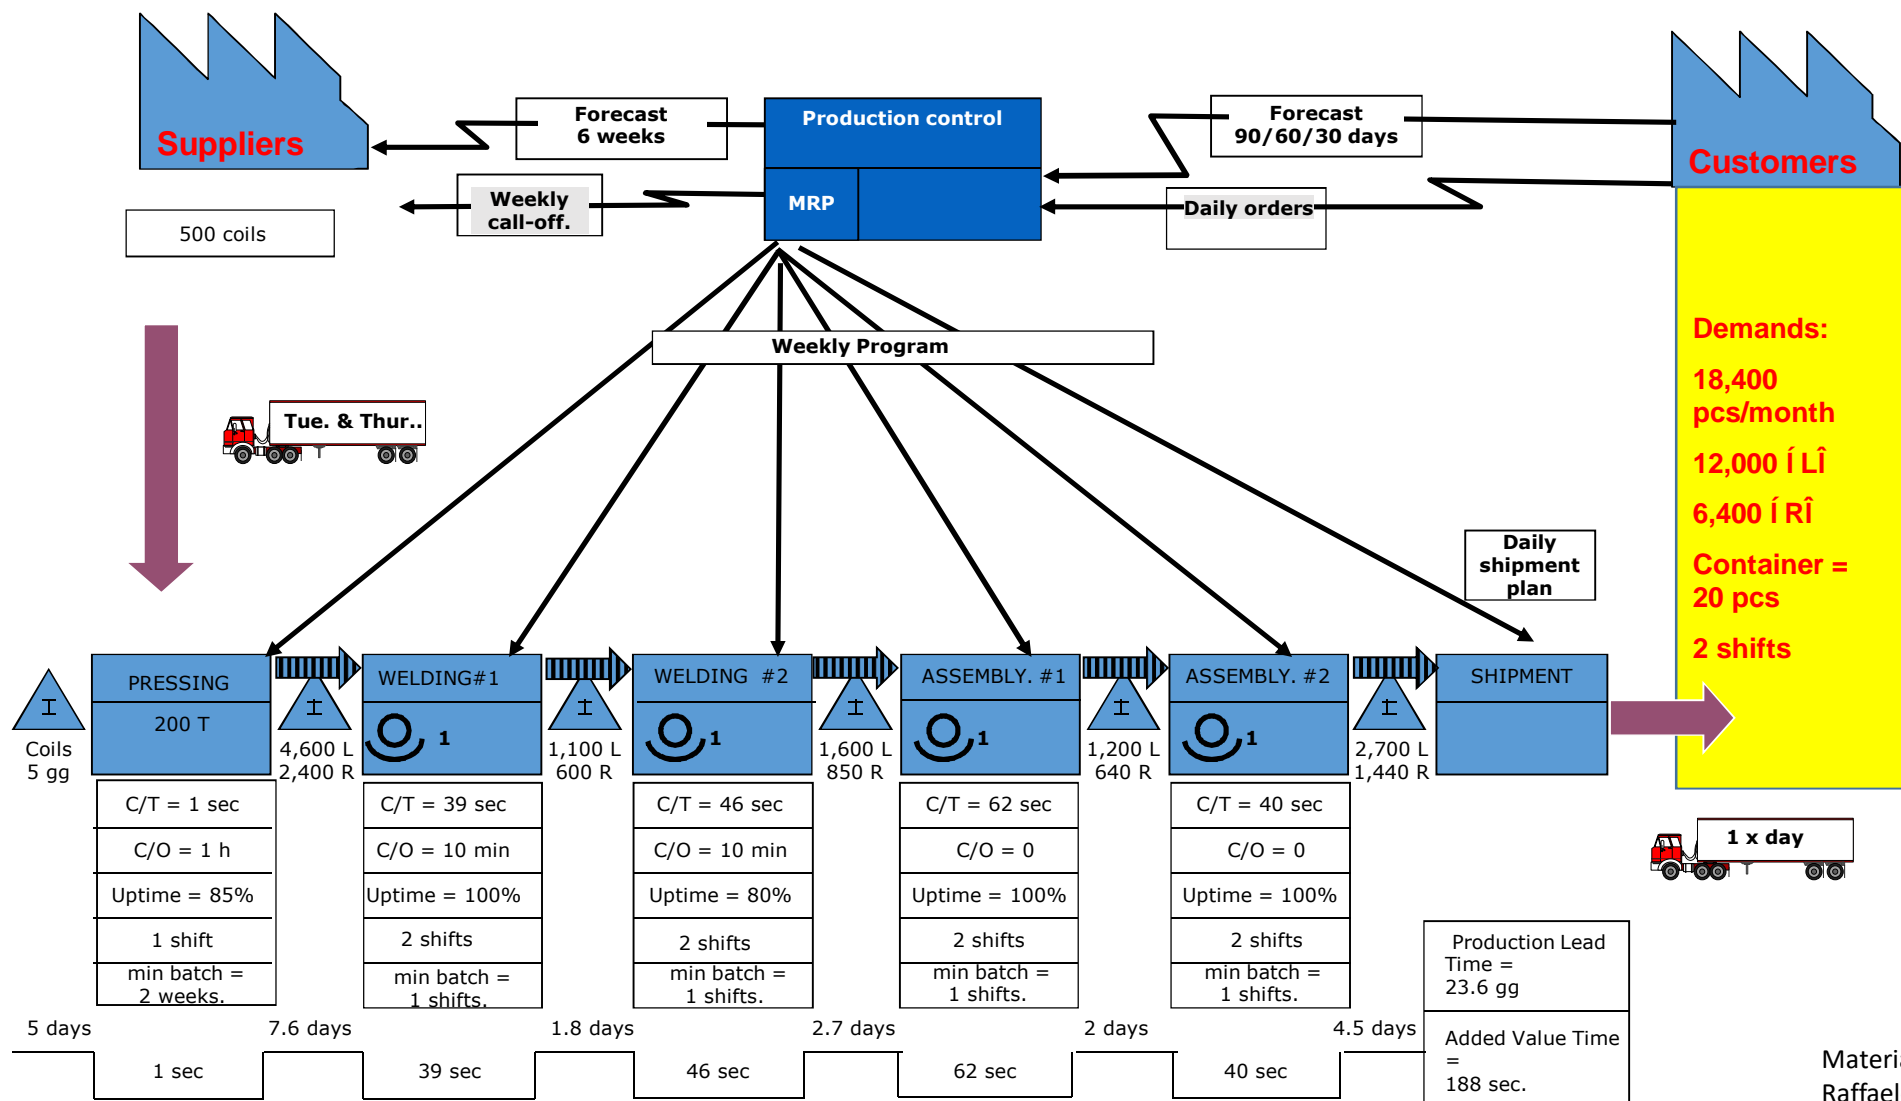 Suppliers
Forecast
6 weeks
Production control
Forecast
90/60/30 days
Customers
Weekly
call-off.
MRP
Daily orders
500 coils
Weekly Program
Tue. & Thur..
Demands:
18,400
pcs/month
12,000 Í LÎ
6,400 Í RÎ
Container =
20 pcs
2 shifts
Daily
shipment
plan
I
Coils
5 gg
PRESSING
200 T
I
4,600 L
2,400 R
WELDING#1
1
I
1,100 L
600 R
WELDING #2
1
I
1,600 L
850 R
ASSEMBLY. #1
1
I
1,200 L
640 R
ASSEMBLY. #2
1
I
2,700 L
1,440 R
SHIPMENT
1 x day
C/T = 1 sec
C/O = 1 h
Uptime = 85%
1 shift
min batch =
2 weeks.
C/T = 39 sec
C/O = 10 min
Uptime = 100%
2 shifts
min batch =
1 shifts.
C/T = 46 sec
C/O = 10 min
Uptime = 80%
2 shifts
min batch =
1 shifts.
C/T = 62 sec
C/O = 0
Uptime = 100%
2 shifts
min batch =
1 shifts.
C/T = 40 sec
C/O = 0
Uptime = 100%
2 shifts
min batch =
1 shifts.
Production Lead
Time =
23.6 gg
Added Value Time
=
188 sec.
5 days
7.6 days
1.8 days
2.7 days
2 days
4.5 days
1 sec
39 sec
46 sec
62 sec
40 sec
Materia
Raffael